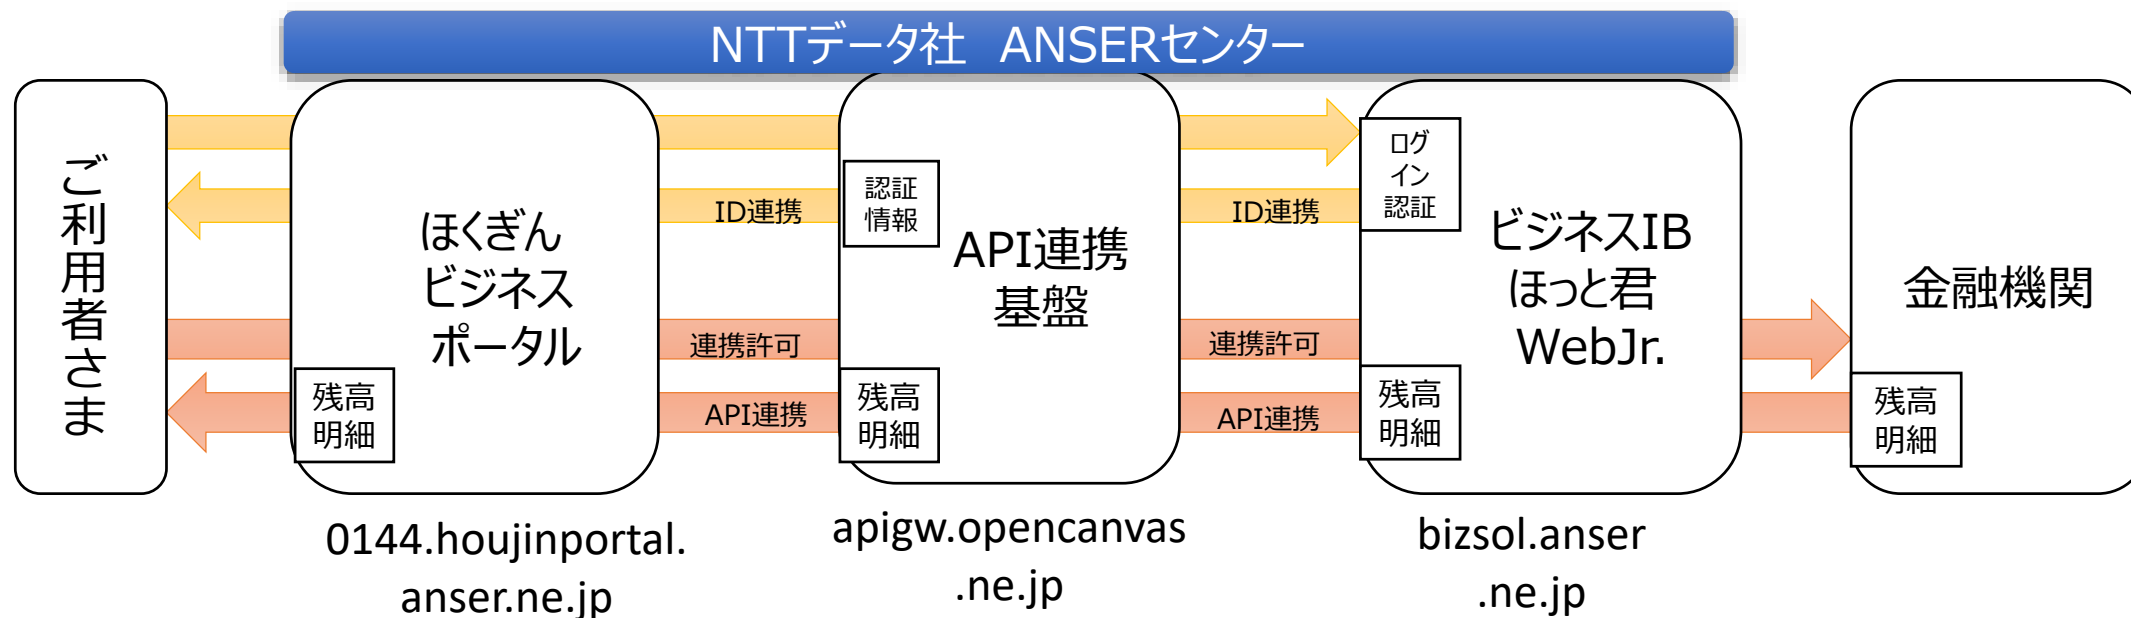 NTTデータ社　ANSERセンター
ご利用者さま
ほくぎん
ビジネス
ポータル
残高
明細
0144.houjinportal.
anser.ne.jp
ID連携
連携許可
API連携
認証
情報
API連携
基盤
残高
明細
apigw.opencanvas
.ne.jp
ID連携
連携許可
API連携
ログ
イン
認証
ビジネスIB
ほっと君
WebJr.
残高
明細
bizsol.anser
.ne.jp
金融機関
残高
明細